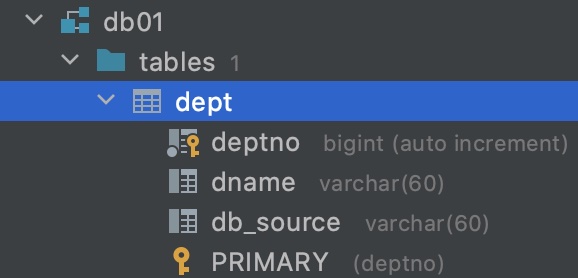 db01
tables 1
dept
deptno bigint (auto increment)
dname varchar(60)
db_source varchar(60)
PRIMARY (deptno)